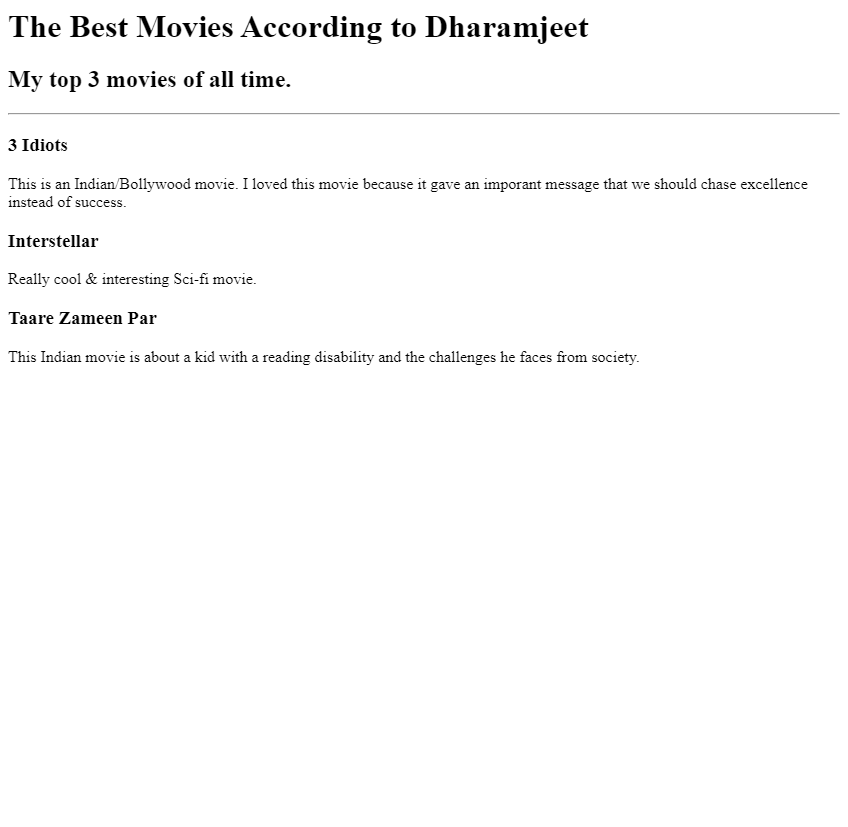 The Best Movies According to Dharamjeet
My top 3 movies of all time.
3 Idiots
This is an Indian/Bollywood movie. I loved this movie because it gave an imporant message that we should chase excellence
instead of success.
Interstellar
Really cool & interesting Sci-fi movie.
Taare Zameen Par
This Indian movie is about a kid with a reading disability and the challenges he faces from society.